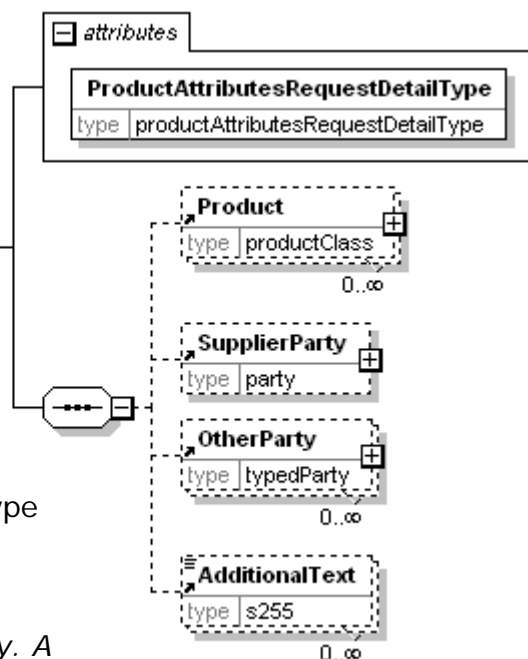 attributes
ProductAttributesRequestDetailType
type productAttributesRequestDetailType
Product
type productClass
0..∞
SupplierParty
type party
OtherParty
type typedParty
0..∞
ype
AdditionalText
type s255
y. A
0..∞